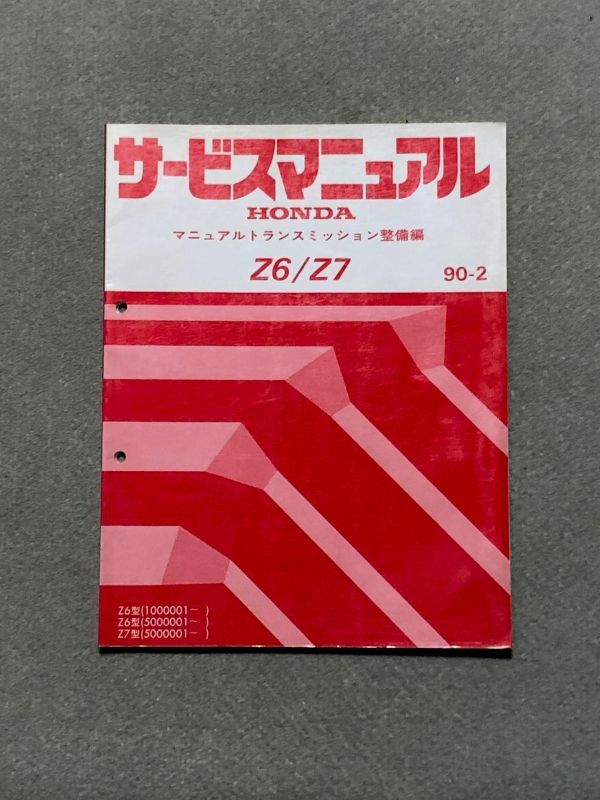 サービスマニュアル
HONDA
マニュアルトランスミッション整備編
Z6/Z7 90-2
Z6型(1000001～ )
Z6型(5000001～ )
Z7型(5000001～ )